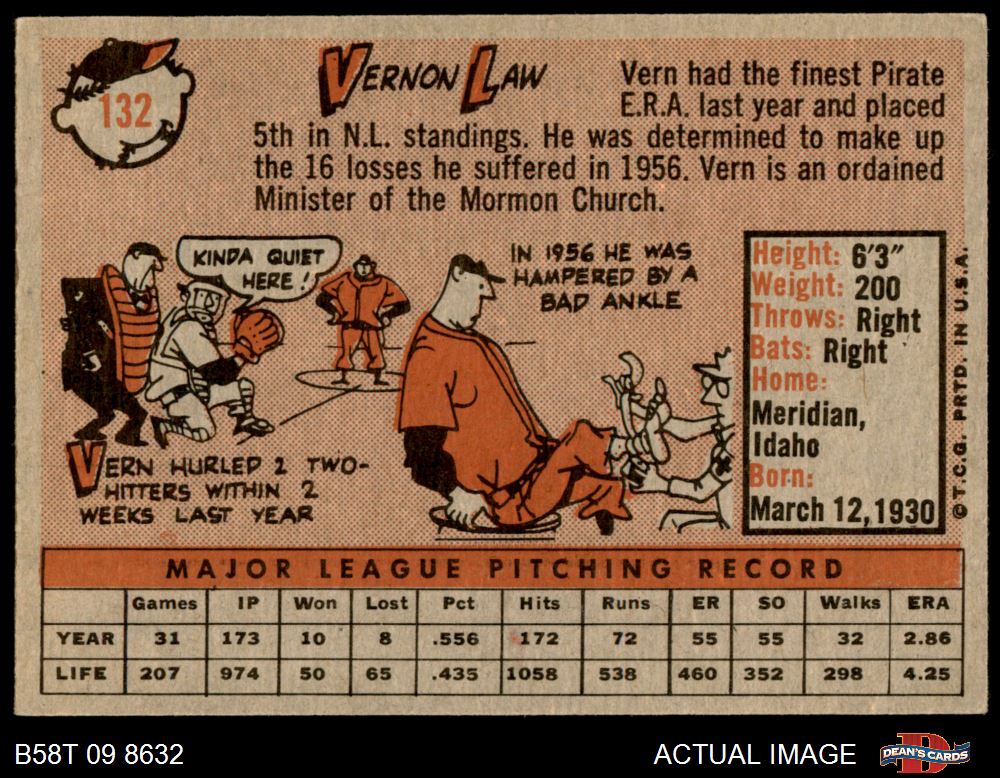 132
VERNON LAW
Vern had the finest Pirate
E.R.A. last year and placed
5th in N.L. standings. He was determined to make up
the 16 losses he suffered in 1956. Vern is an ordained
Minister of the Mormon Church.
KINDA QUIET
HERE!
IN 1956 HE WAS
HAMPERED BY A
BAD ANKLE
VERN HURLED 2 TWO-
HITTERS WITHIN 2
WEEKS LAST YEAR
Height: 6'3"
Weight: 200
Throws: Right
Bats: Right
Home:
Meridian,
Idaho
Born:
March 12, 1930
© T.C.G. PRTD. IN U.S.A.
MAJOR LEAGUE PITCHING RECORD
Games IP Won Lost Pct Hits Runs ER SO Walks ERA
YEAR 31 173 10 8 .556 172 72 55 55 32 2.86
LIFE 207 974 50 65 .435 1058 538 460 352 298 4.25
B58T 09 8632
ACTUAL IMAGE
DEAN'S CARDS